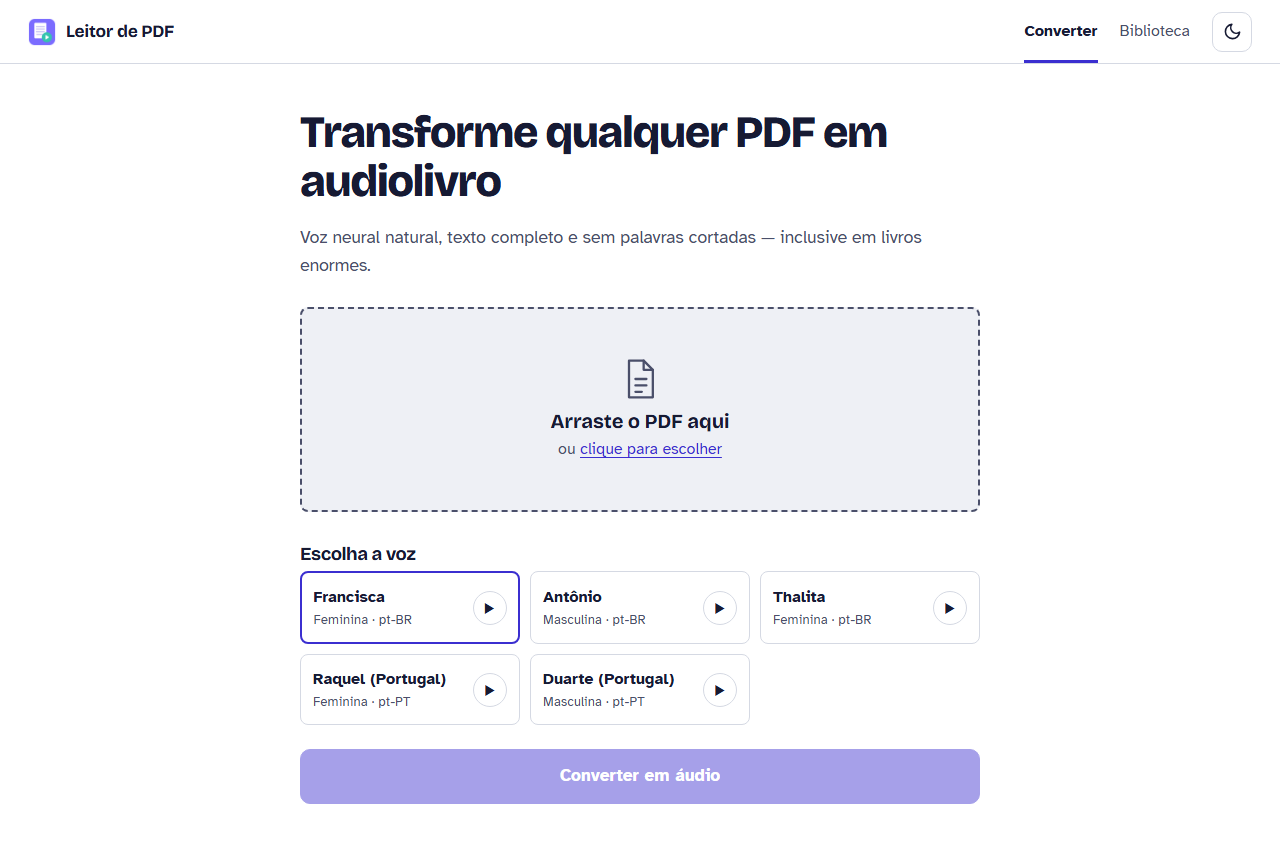 Leitor de PDF
Converter
Biblioteca
Transforme qualquer PDF em
audiolivro
Voz neural natural, texto completo e sem palavras cortadas — inclusive em livros
enormes.
Arraste o PDF aqui
ou clique para escolher
Escolha a voz
Francisca
Feminina · pt-BR
Antônio
Masculina · pt-BR
Thalita
Feminina · pt-BR
Raquel (Portugal)
Feminina · pt-PT
Duarte (Portugal)
Masculina · pt-PT
Converter em áudio